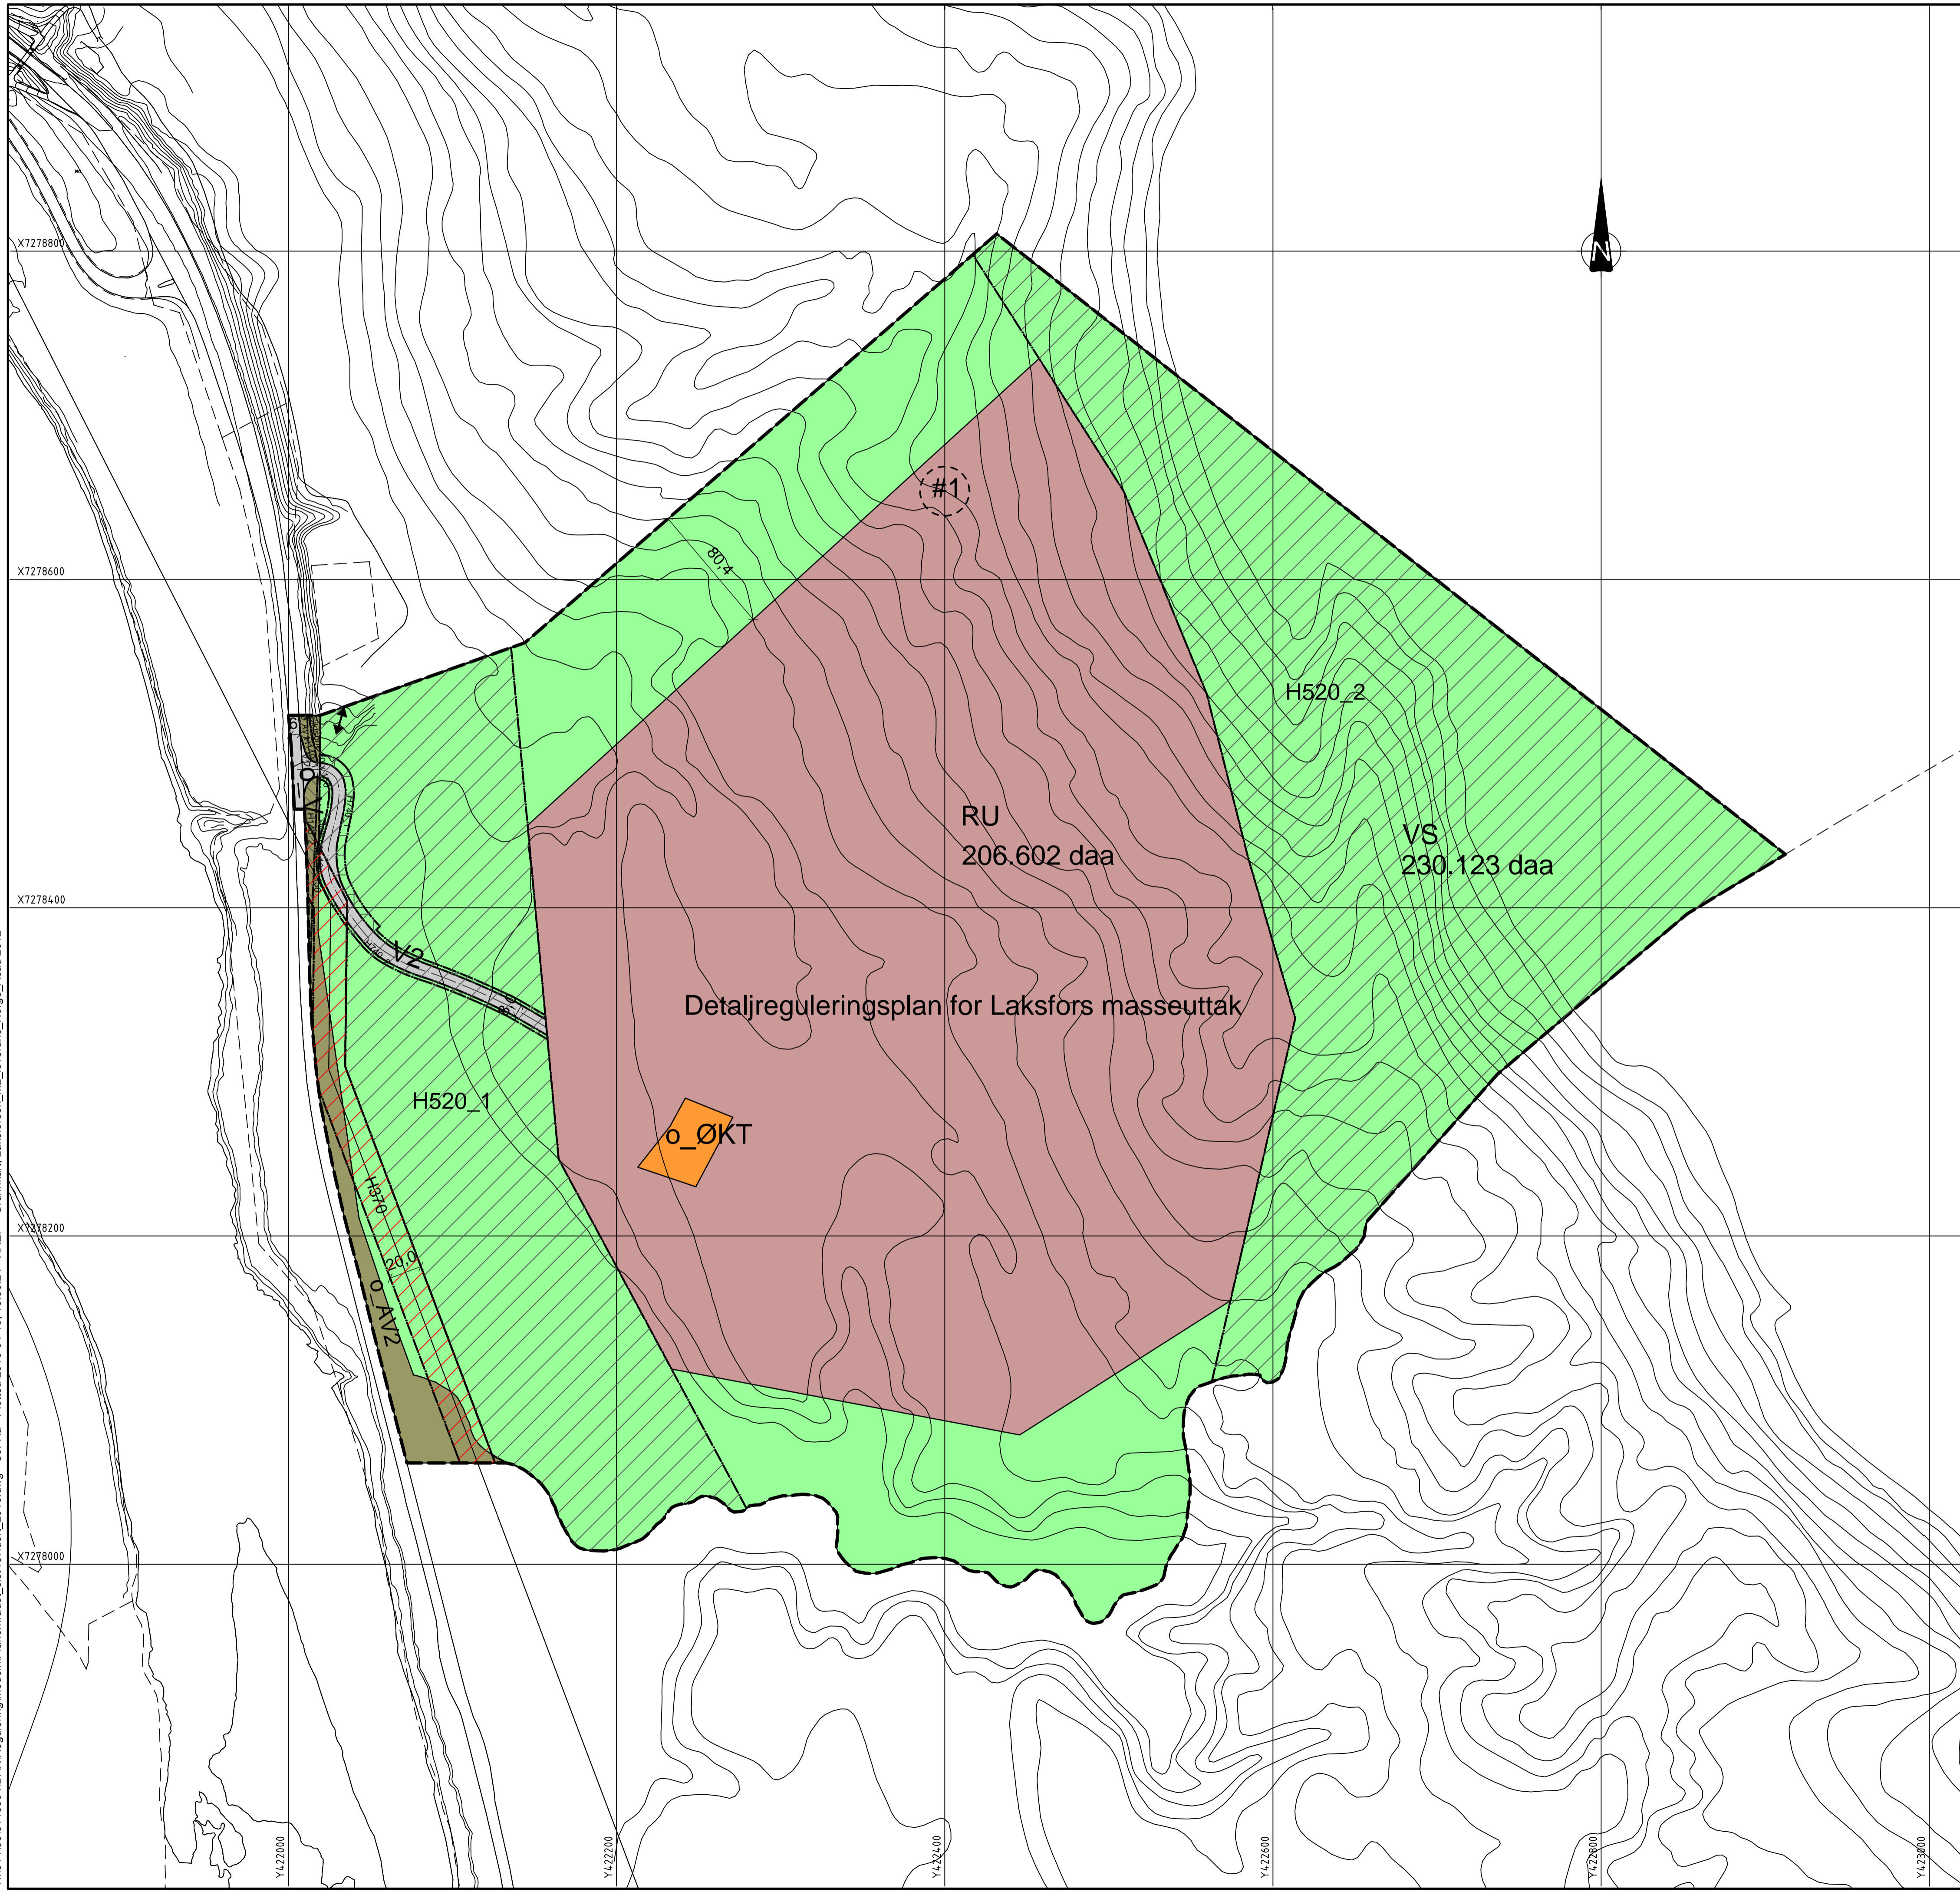 X7278800
N
#1
80,4
X7278600
H520_2
RU
206.602 daa
VS
230.123 daa
X7278400
V2
Detaljreguleringsplan for Laksfors masseuttak
H520_1
o_ØKT
H370
X7278200
20,0
o_AV2
X7278000
Y422000
Y422200
Y422400
Y422600
Y422800
Y423000